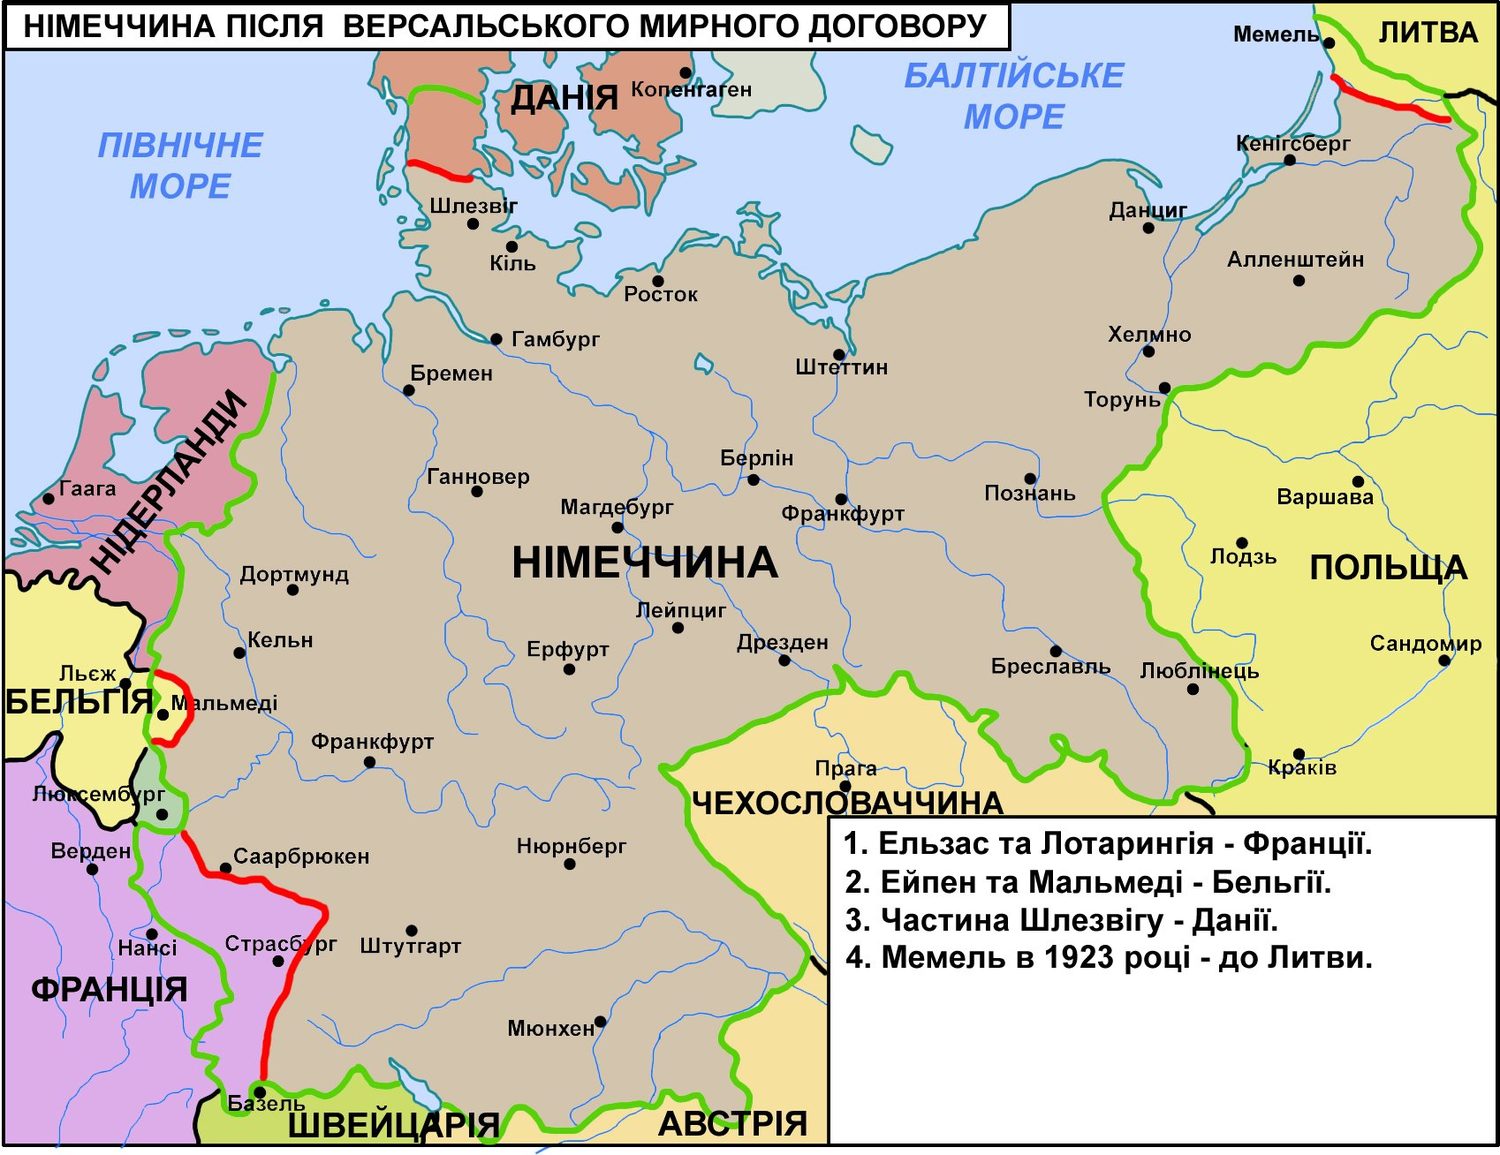 НІМЕЧЧИНА ПІСЛЯ ВЕРСАЛЬСЬКОГО МИРНОГО ДОГОВОРУ
Мемель
ЛИТВА
БАЛТІЙСЬКЕ
МОРЕ
ДАНІЯ
Копенгаген
ПІВНІЧНЕ
МОРЕ
Кенігсберг
Шлезвіг
Данциг
Кіль
Алленштейн
Росток
Гамбург
Хелмно
Бремен
Штеттин
Торунь
НІДЕРЛАНДИ
Гаага
Ганновер
Берлін
Магдебург
Франкфурт
Познань
Варшава
НІМЕЧЧИНА
Лодзь
ПОЛЬЩА
Дортмунд
Лейпциг
Кельн
Ерфурт
Дрезден
Бреславль
Люблінець
Сандомир
Льєж
БЕЛЬГІЯ
Мальмеді
Франкфурт
Прага
Краків
Люксембург
ЧЕХОСЛОВАЧЧИНА
Верден
Саарбрюкен
Нюрнберг
Нансі
Страсбург
Штутгарт
ФРАНЦІЯ
Мюнхен
Базель
ШВЕЙЦАРІЯ
АВСТРІЯ
1. Ельзас та Лотарингія - Франції.
2. Ейпен та Мальмеді - Бельгії.
3. Частина Шлезвігу - Данії.
4. Мемель в 1923 році - до Литви.